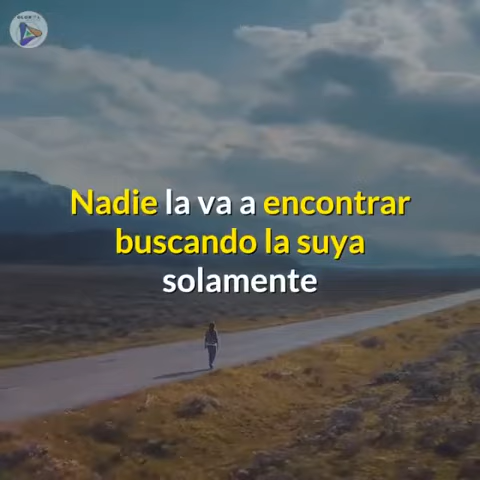 Nadie la va a encontrar
buscando la suya
solamente